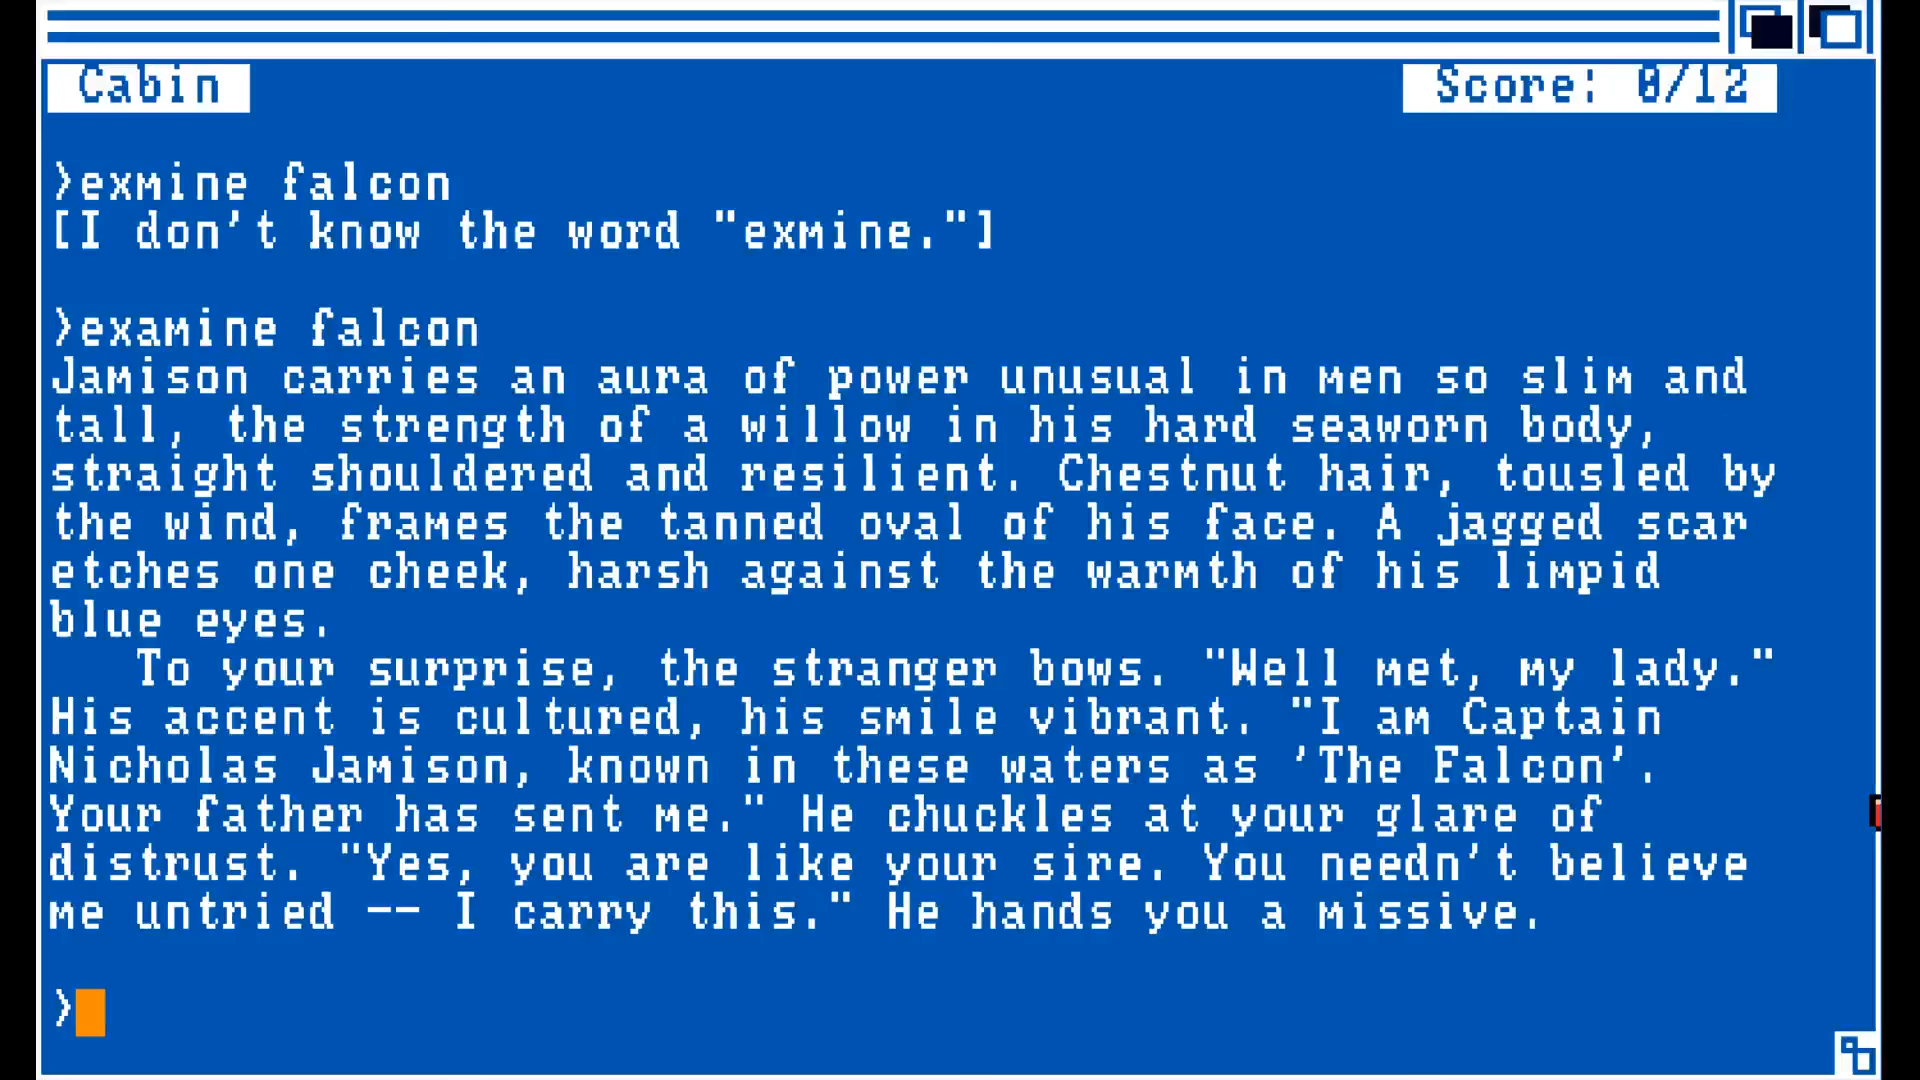 Cabin
Score: 0/12
>exmine falcon
[I don't know the word "exmine."]
>examine falcon
Jamison carries an aura of power unusual in men so slim and
tall, the strength of a willow in his hard seaworn body,
straight shouldered and resilient. Chestnut hair, tousled by
the wind, frames the tanned oval of his face. A jagged scar
etches one cheek, harsh against the warmth of his limpid
blue eyes.
To your surprise, the stranger bows. "Well met, my lady."
His accent is cultured, his smile vibrant. "I am Captain
Nicholas Jamison, known in these waters as 'The Falcon'.
Your father has sent me." He chuckles at your glare of
distrust. "Yes, you are like your sire. You needn't believe
me untried -- I carry this." He hands you a missive.
>